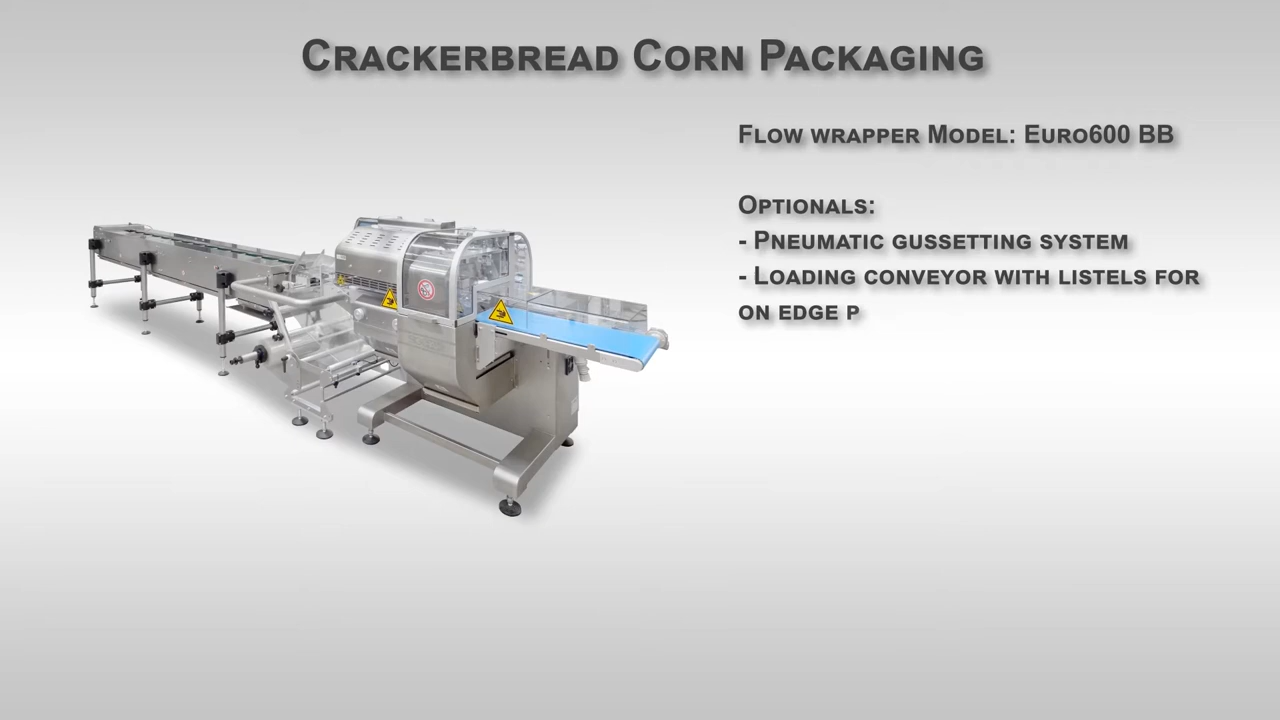 Crackerbread Corn Packaging
Flow wrapper Model: Euro600 BB
Optionals:
- Pneumatic gussetting system
- Loading conveyor with listels for
on edge p